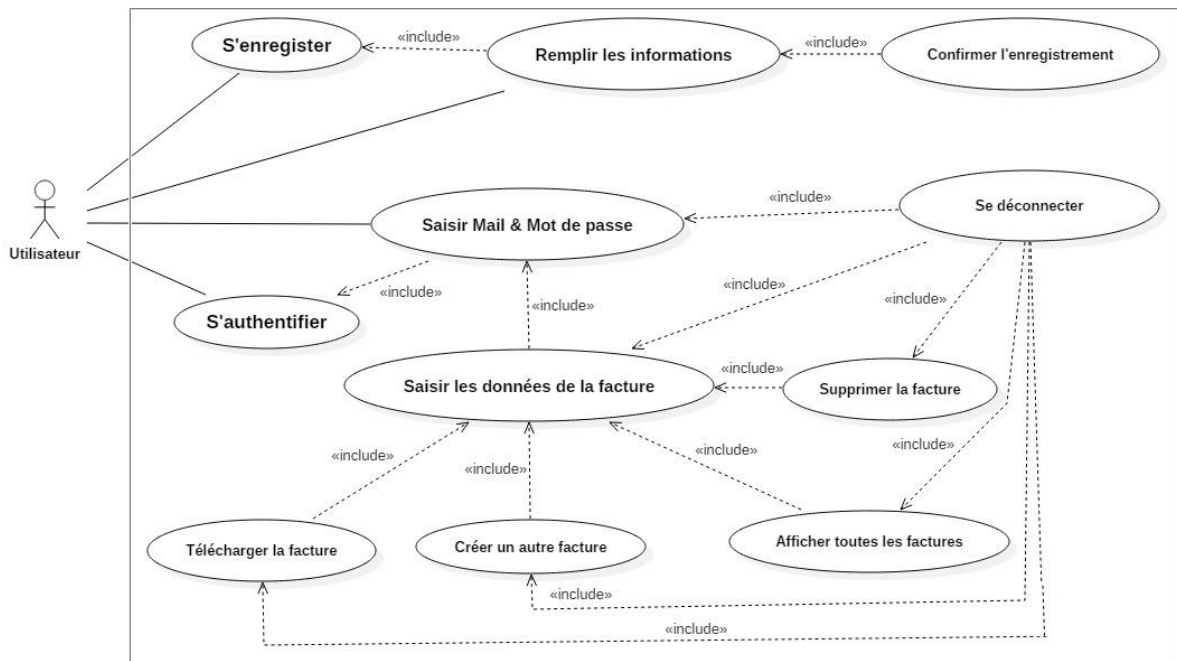 S'enregister
«include»
Remplir les informations
«include»
Confirmer l'enregistrement
Utilisateur
Saisir Mail & Mot de passe
«include»
Se déconnecter
«include»
S'authentifier
«include»
«include»
«include»
Saisir les données de la facture
«include»
Supprimer la facture
«include»
«include»
«include»
«include»
Télécharger la facture
Créer un autre facture
Afficher toutes les factures
«include»
«include»